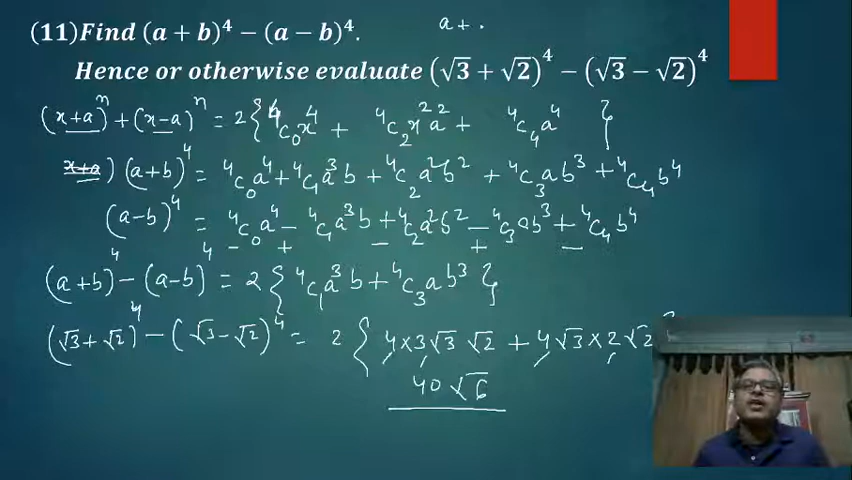 (11)Find (a + b)⁴ − (a − b)⁴.
a + .
Hence or otherwise evaluate (√3 + √2)⁴ − (√3 − √2)⁴
(x+a)ⁿ + (x−a)ⁿ = 2{ ⁴C₀x⁴ + ⁴C₂x²a² + ⁴C₄a⁴ }
(a+b)⁴ = ⁴C₀a⁴ + ⁴C₁a³b + ⁴C₂a²b² + ⁴C₃ab³ + ⁴C₄b⁴
(a−b)⁴ = ⁴C₀a⁴ − ⁴C₁a³b + ⁴C₂a²b² − ⁴C₃ab³ + ⁴C₄b⁴
− + − + −
(a+b)⁴ − (a−b)⁴ = 2{ ⁴C₁a³b + ⁴C₃ab³ }
(√3+√2)⁴ − (√3−√2)⁴ = 2{ 4×3√3 √2 + 4√3×2√2 }
40√6